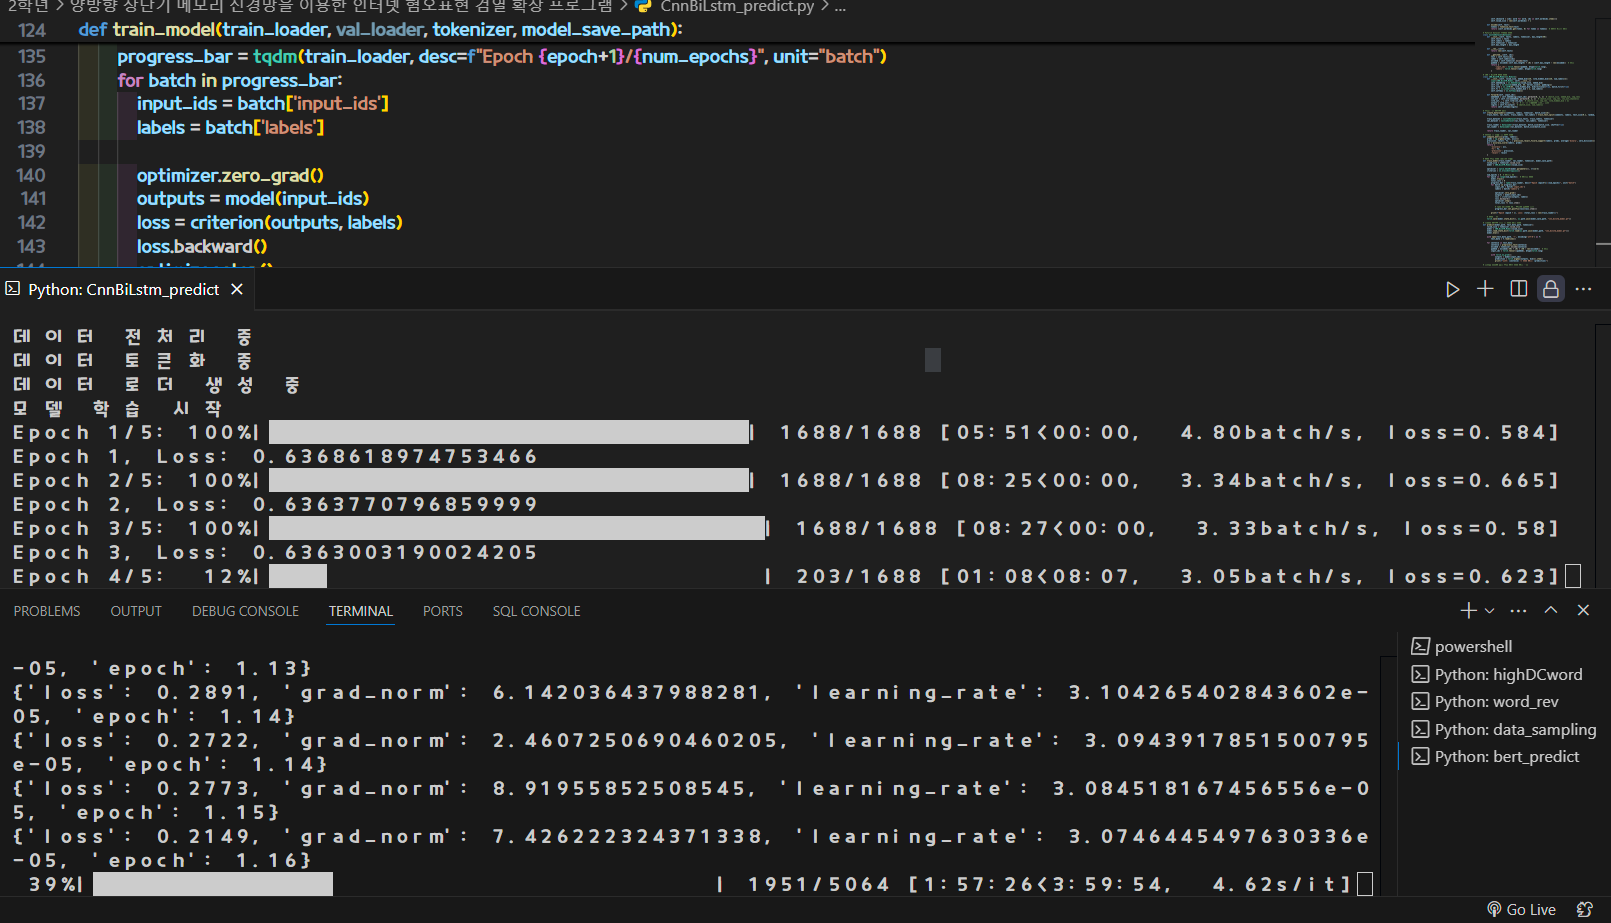 2학년 > 양방향 장단기 메모리 신경망을 이용한 인터넷 혐오표현 검열 확장 프로그램 > CnnBiLstm_predict.py > ...
124 def train_model(train_loader, val_loader, tokenizer, model_save_path):
135 progress_bar = tqdm(train_loader, desc=f"Epoch {epoch+1}/{num_epochs}", unit="batch")
136 for batch in progress_bar:
137 input_ids = batch['input_ids']
138 labels = batch['labels']
139
140 optimizer.zero_grad()
141 outputs = model(input_ids)
142 loss = criterion(outputs, labels)
143 loss.backward()
Python: CnnBiLstm_predict
데이터 전처리 중
데이터 토큰화 중
데이터 로더 생성 중
모델 학습 시작
Epoch 1/5: 100%| | 1688/1688 [05:51<00:00, 4.80batch/s, loss=0.584]
Epoch 1, Loss: 0.6368618974753466
Epoch 2/5: 100%| | 1688/1688 [08:25<00:00, 3.34batch/s, loss=0.665]
Epoch 2, Loss: 0.6363770796859999
Epoch 3/5: 100%| | 1688/1688 [08:27<00:00, 3.33batch/s, loss=0.58]
Epoch 3, Loss: 0.6363003190024205
Epoch 4/5: 12%| | 203/1688 [01:08<08:07, 3.05batch/s, loss=0.623]
PROBLEMS OUTPUT DEBUG CONSOLE TERMINAL PORTS SQL CONSOLE
-05, 'epoch': 1.13}
{'loss': 0.2891, 'grad_norm': 6.142036437988281, 'learning_rate': 3.104265402843602e-
05, 'epoch': 1.14}
{'loss': 0.2722, 'grad_norm': 2.4607250690460205, 'learning_rate': 3.0943917851500795
e-05, 'epoch': 1.14}
{'loss': 0.2773, 'grad_norm': 8.91955852508545, 'learning_rate': 3.084518167456556e-0
5, 'epoch': 1.15}
{'loss': 0.2149, 'grad_norm': 7.426222324371338, 'learning_rate': 3.0746445497630336e
-05, 'epoch': 1.16}
39%| | 1951/5064 [1:57:26<3:59:54, 4.62s/it]
powershell
Python: highDCword
Python: word_rev
Python: data_sampling
Python: bert_predict
Go Live